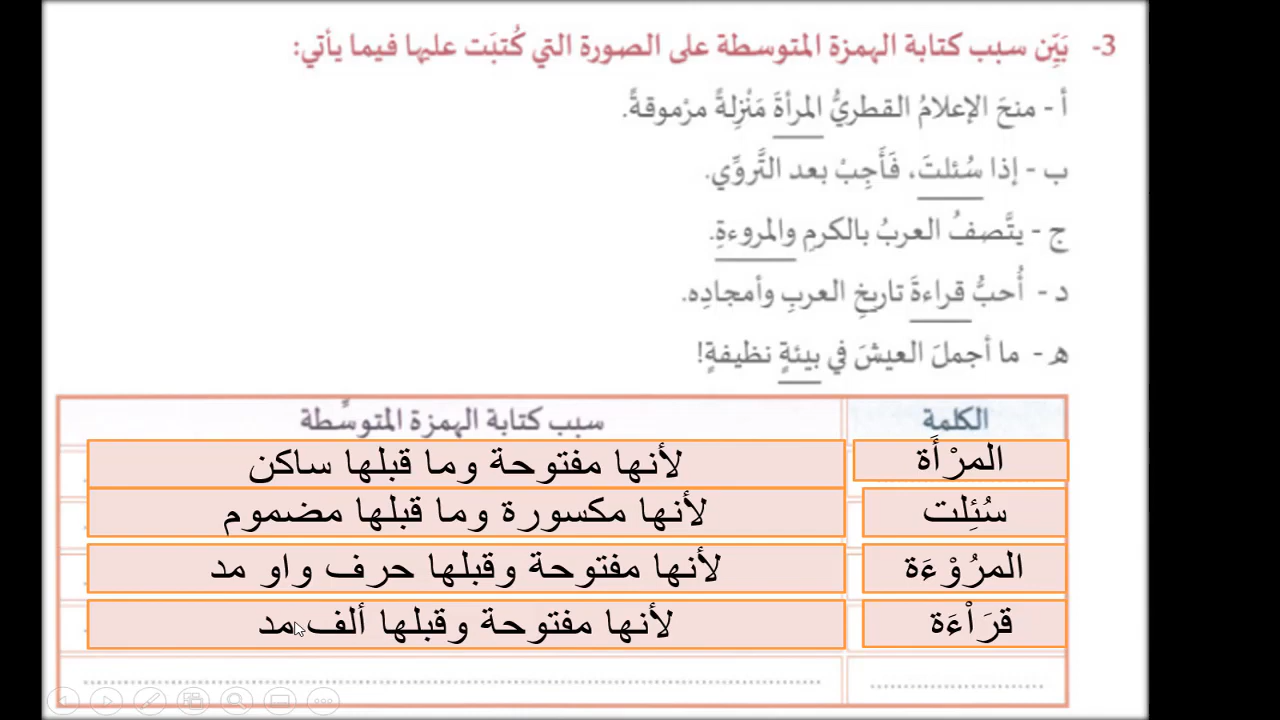 3- بَيِّن سبب كتابة الهمزة المتوسطة على الصورة التي كُتبَت عليها فيما يأتي:
أ - منحَ الإعلامُ القطريُّ المرأةَ مَنْزِلةً مرْموقةً.
ب - إذا سُئلتَ، فَأَجِبْ بعد التَّروِّي.
ج - يتَّصفُ العربُ بالكرمِ والمروءةِ.
د - أُحبُّ قراءةَ تاريخِ العربِ وأمجادِه.
هـ - ما أجملَ العيشَ في بيئةٍ نظيفةٍ!
الكلمة سبب كتابة الهمزة المتوسِّطة
المرْأَة لأنها مفتوحة وما قبلها ساكن
سُئِلت لأنها مكسورة وما قبلها مضموم
المرُوْءَة لأنها مفتوحة وقبلها حرف واو مد
قرَاْءَة لأنها مفتوحة وقبلها ألف مد